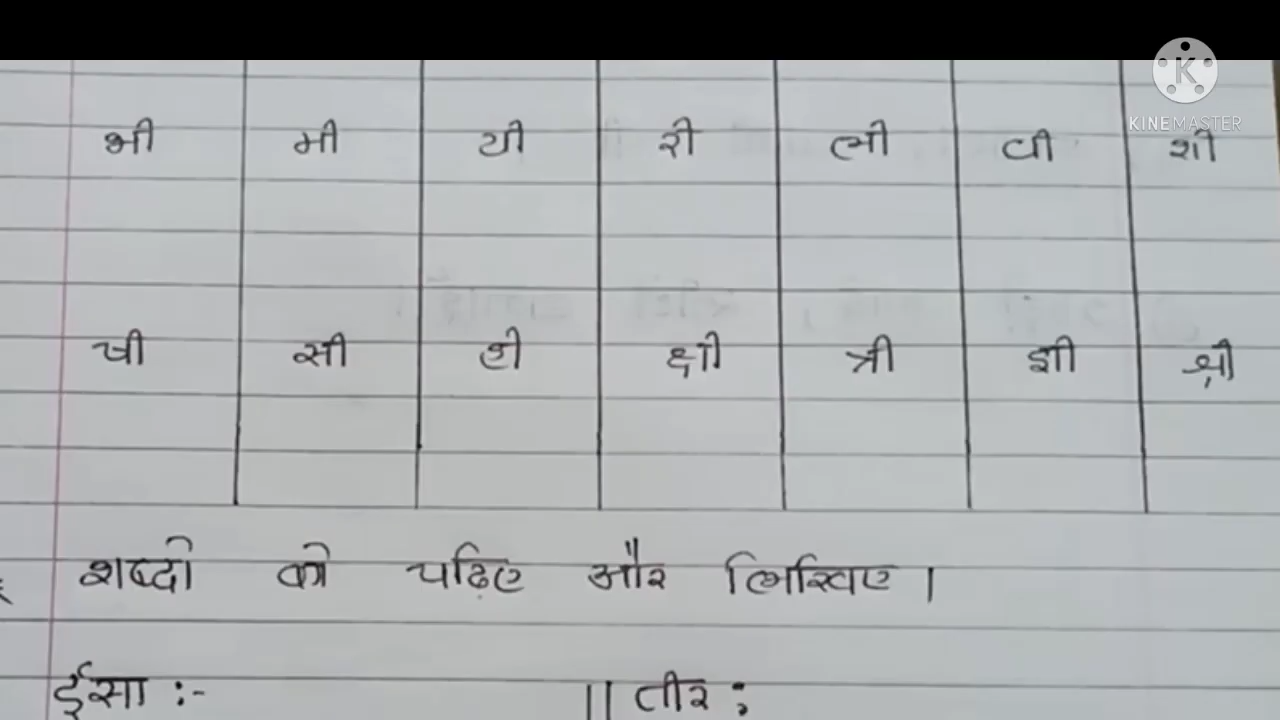 KINEMASTER
भी मी यी री ली वी शी
षी सी ही क्षी त्री ज्ञी श्री
शब्दो को पढ़िए और लिखिए।
ईसा :- || तीर :